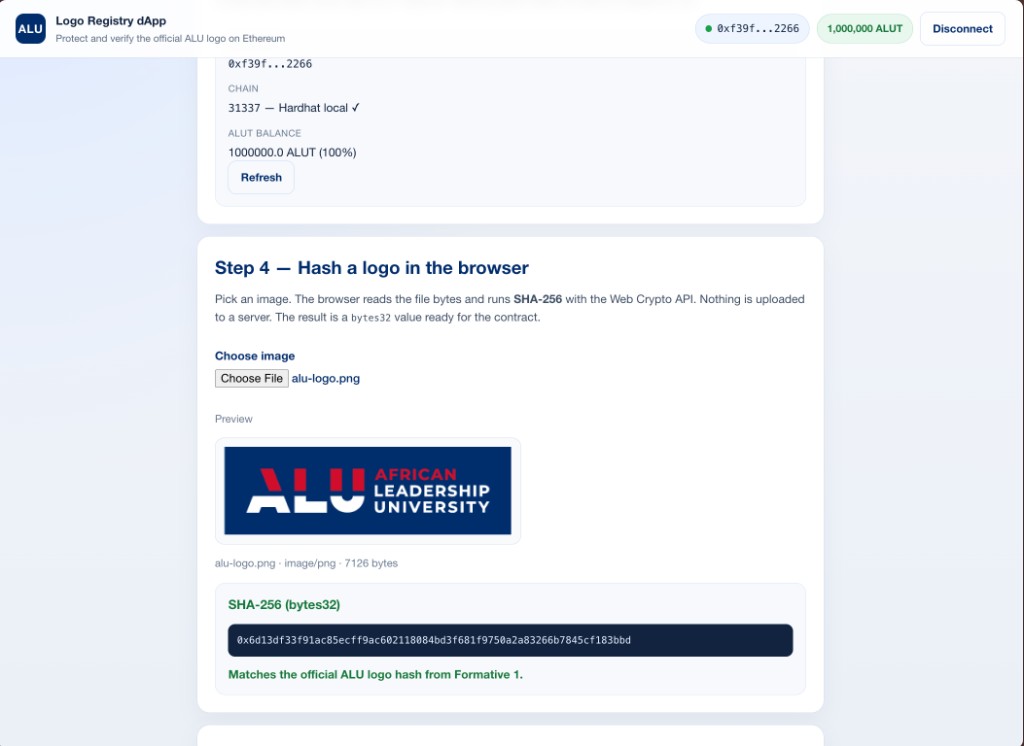 ALU
Logo Registry dApp
Protect and verify the official ALU logo on Ethereum
0xf39f...2266
1,000,000 ALUT
Disconnect
0xf39f...2266
CHAIN
31337 — Hardhat local ✓
ALUT BALANCE
1000000.0 ALUT (100%)
Refresh
Step 4 — Hash a logo in the browser
Pick an image. The browser reads the file bytes and runs SHA-256 with the Web Crypto API. Nothing is uploaded
to a server. The result is a bytes32 value ready for the contract.
Choose image
Choose File alu-logo.png
Preview
ALU
AFRICAN
LEADERSHIP
UNIVERSITY
alu-logo.png · image/png · 7126 bytes
SHA-256 (bytes32)
0x6d13df33f91ac85ecff9ac602118084bd3f681f9750a2a83266b7845cf183bbd
Matches the official ALU logo hash from Formative 1.